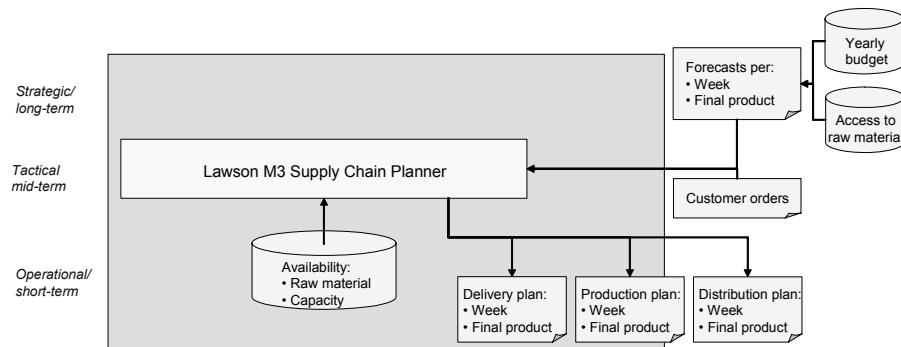 Yearly
budget
Forecasts per:
• Week
• Final product
Strategic/
long-term
Access to
raw material
Lawson M3 Supply Chain Planner
Tactical
mid-term
Customer orders
Availability:
• Raw material
• Capacity
Operational/
short-term
Delivery plan:
• Week
• Final product
Production plan:
• Week
• Final product
Distribution plan:
• Week
• Final product